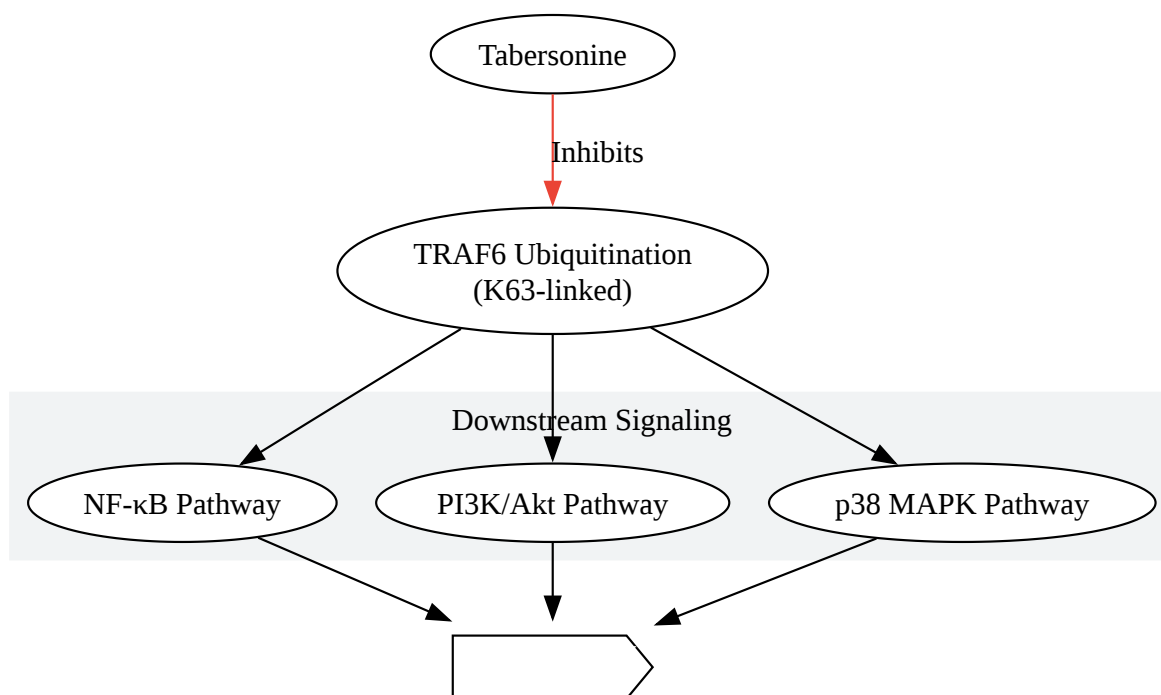 Tabersonine
Inhibits
TRAF6 Ubiquitination
(K63-linked)
Downstream Signaling
NF-κB Pathway
PI3K/Akt Pathway
p38 MAPK Pathway